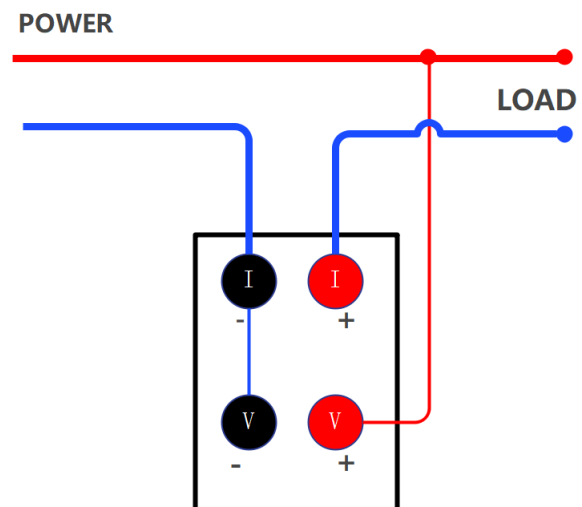 POWER
LOAD
I I
- +
V V
- +